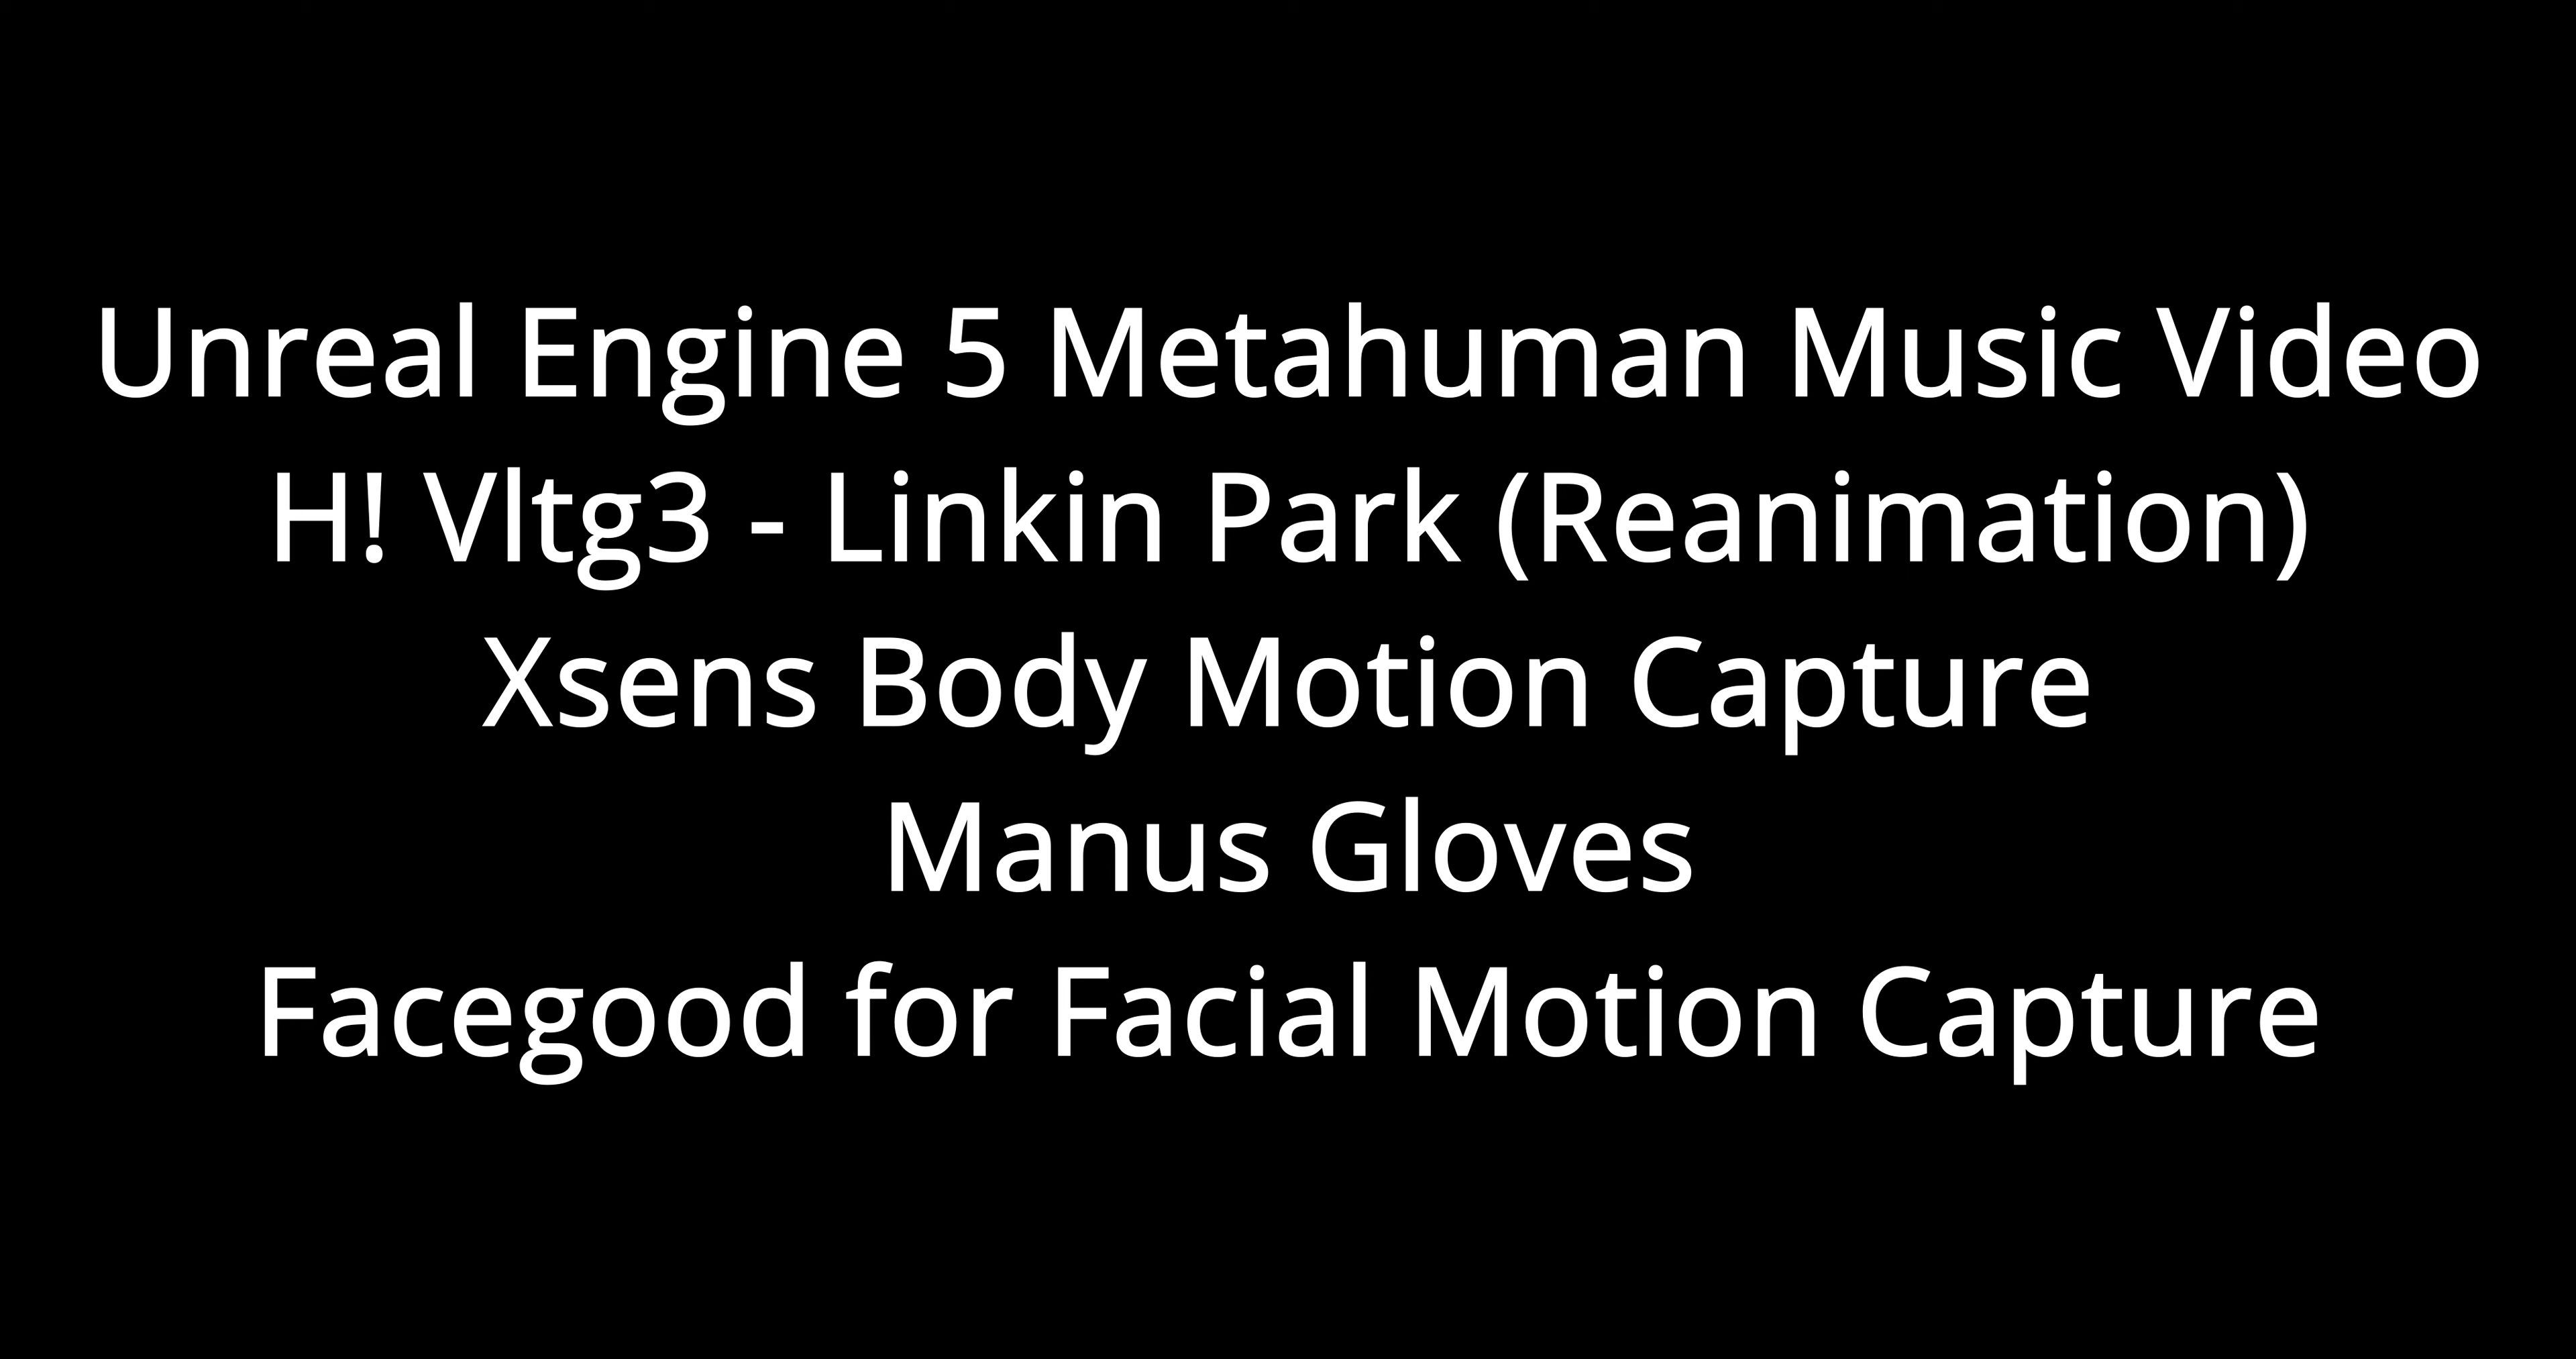 Unreal Engine 5 Metahuman Music Video
H! Vltg3 - Linkin Park (Reanimation)
Xsens Body Motion Capture
Manus Gloves
Facegood for Facial Motion Capture